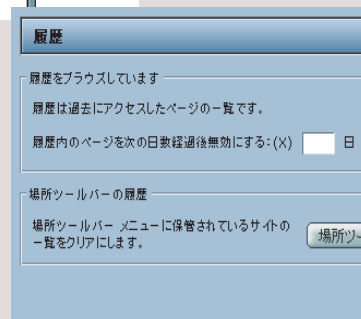 履歴
履歴をブラウズしています
履歴は過去にアクセスしたページの一覧です。
履歴内のページを次の日数経過後無効にする:(X) 日
場所ツールバーの履歴
場所ツールバー メニューに保管されているサイトの
一覧をクリアにします。
場所ツー